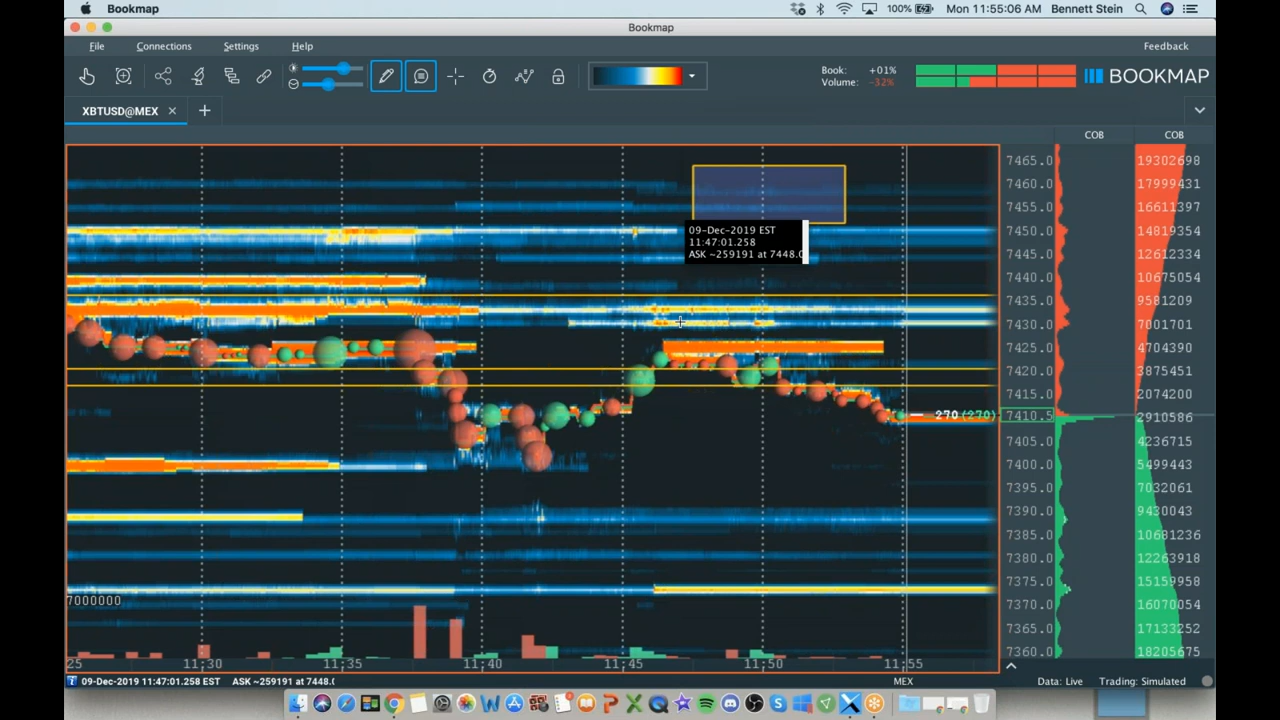 Bookmap
100%
Mon 11:55:06 AM
Bennett Stein
Bookmap
File
Connections
Settings
Help
Feedback
Book: +01%
Volume: -32%
BOOKMAP
XBTUSD@MEX
COB
COB
7465.0 19302698
7460.0 17999431
7455.0 16611397
7450.0 14819354
7445.0 12612334
7440.0 10675054
7435.0 9581209
7430.0 7001701
7425.0 4704390
7420.0 3875451
7415.0 2074200
7410.5 2910586
7405.0 4236715
7400.0 5499443
7395.0 7032061
7390.0 9430043
7385.0 10681236
7380.0 12263918
7375.0 15159958
7370.0 16070054
7365.0 17133252
7360.0 18205675
09-Dec-2019 EST
11:47:01.258
ASK ~259191 at 7448.0
270 (270)
7000000
25
11:30
11:35
11:40
11:45
11:50
11:55
09-Dec-2019 11:47:01.258 EST
ASK ~259191 at 7448.0
MEX
Data: Live
Trading: Simulated